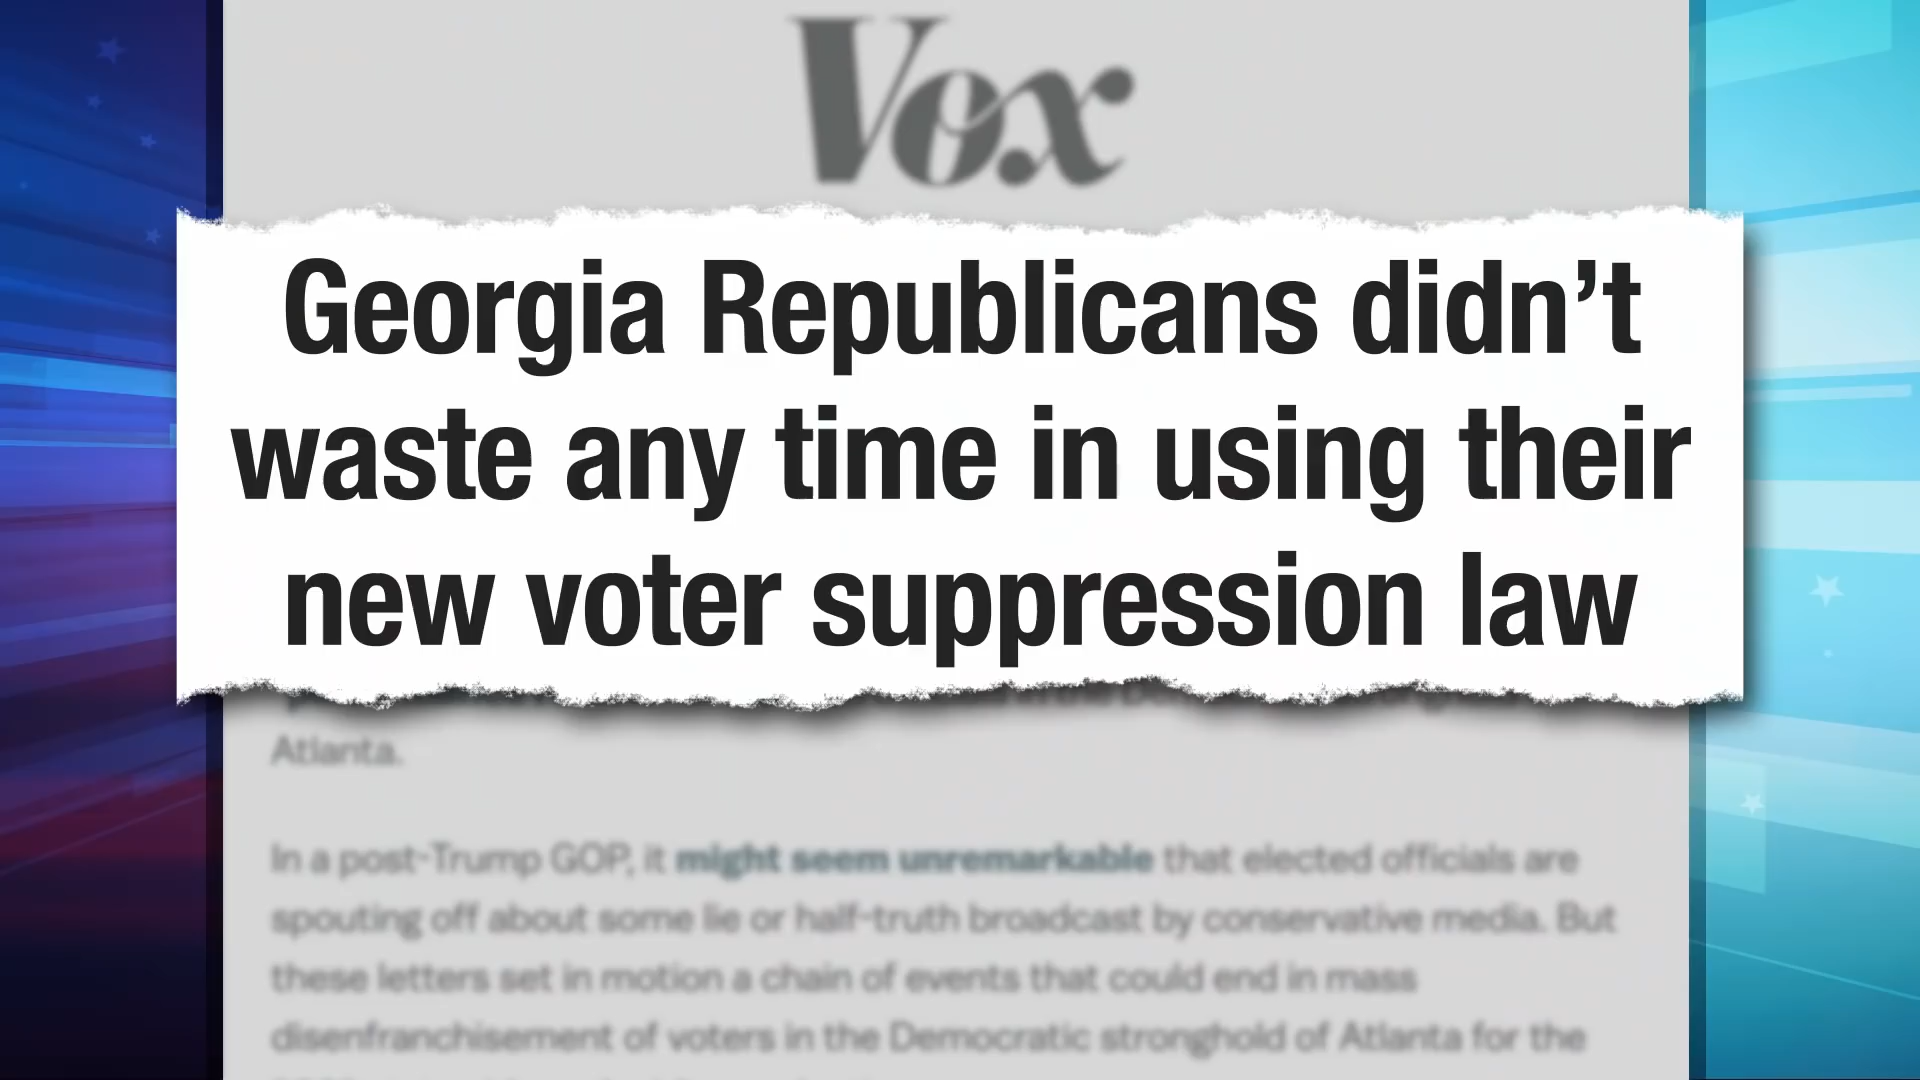 Vox
Georgia Republicans didn’t
waste any time in using their
new voter suppression law
Atlanta.
In a post-Trump GOP, it might seem unremarkable that elected officials are
spouting off about some lie or half-truth broadcast by conservative media. But
these letters set in motion a chain of events that could end in mass
disenfranchisement of voters in the Democratic stronghold of Atlanta for the